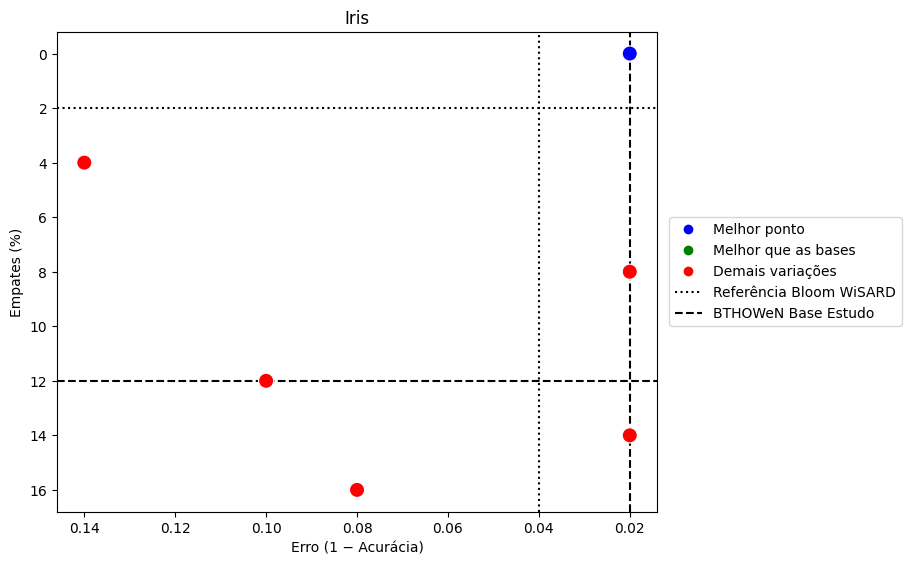 Iris
Empates (%)
0
2
4
6
8
10
12
14
16
0.14
0.12
0.10
0.08
0.06
0.04
0.02
Erro (1 − Acurácia)
Melhor ponto
Melhor que as bases
Demais variações
Referência Bloom WiSARD
BTHOWeN Base Estudo